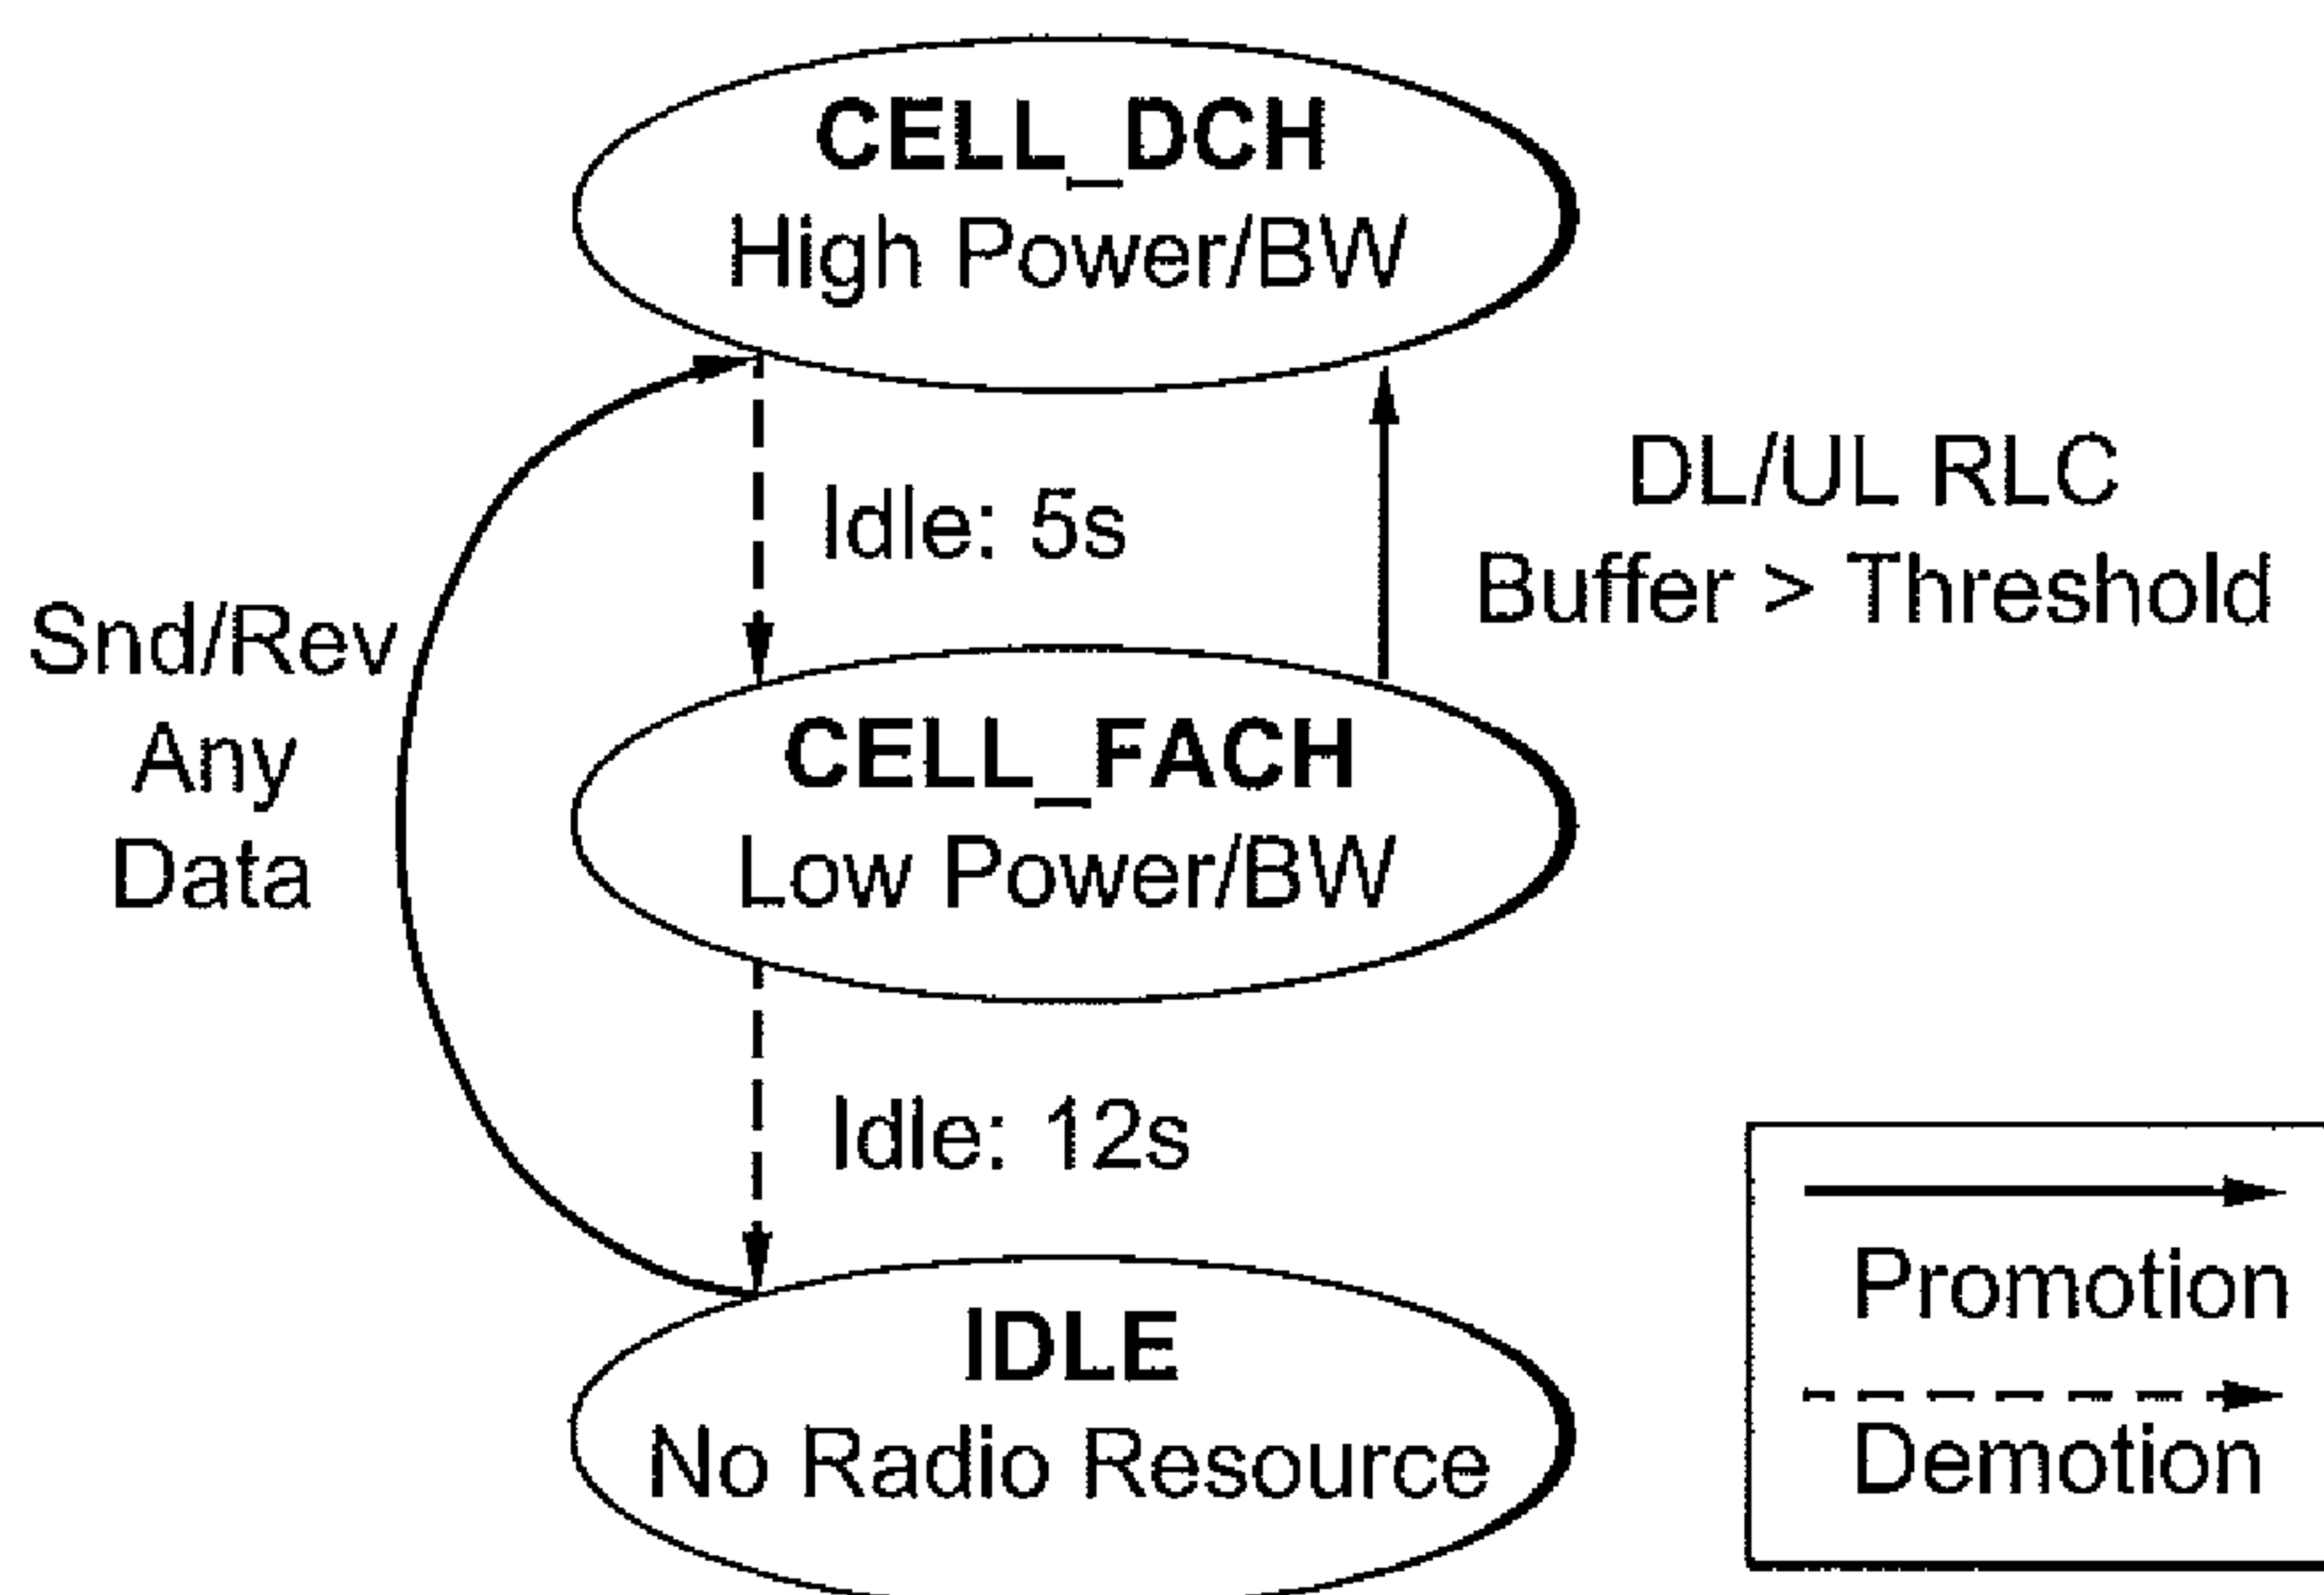 CELL_DCH
High Power/BW
Idle: 5s
DL/UL RLC
Buffer > Threshold
Snd/Rev
Any
Data
CELL_FACH
Low Power/BW
Idle: 12s
IDLE
No Radio Resource
Promotion
Demotion